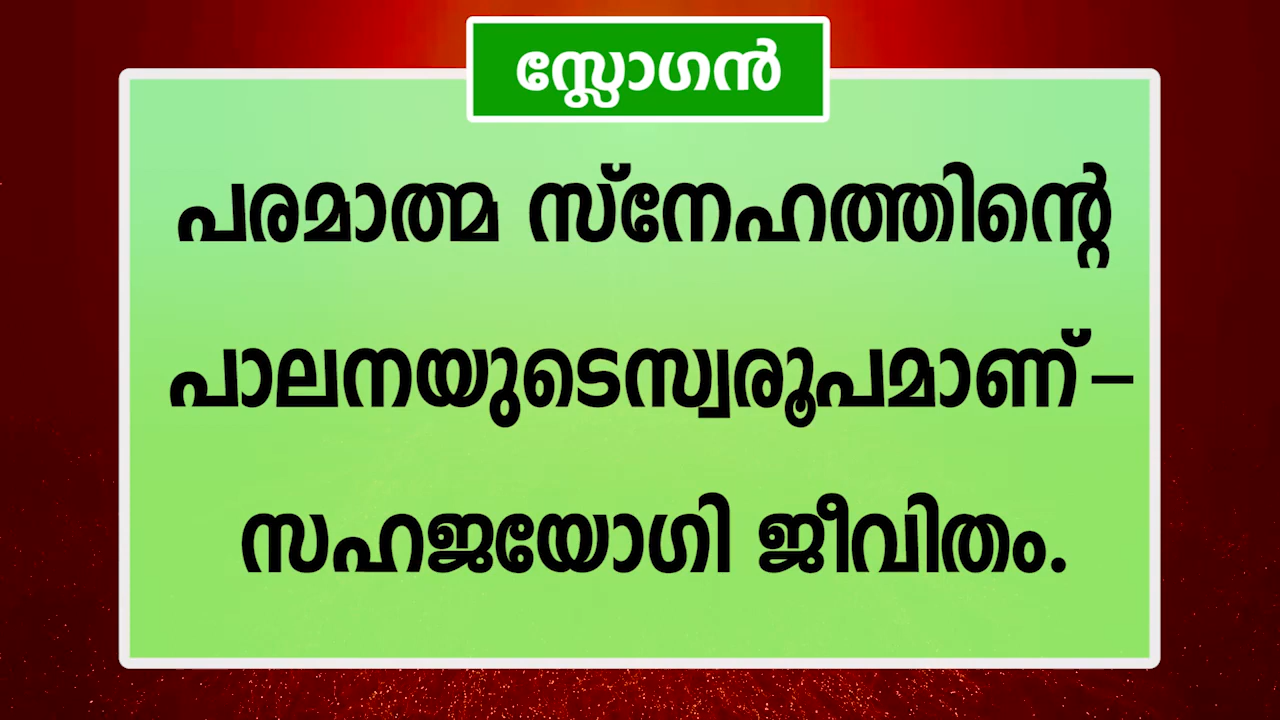 സ്ലോഗൻ
പരമാത്മ സ്നേഹത്തിന്റെ
പാലനയുടെസ്വരൂപമാണ് –
സഹജയോഗി ജീവിതം.